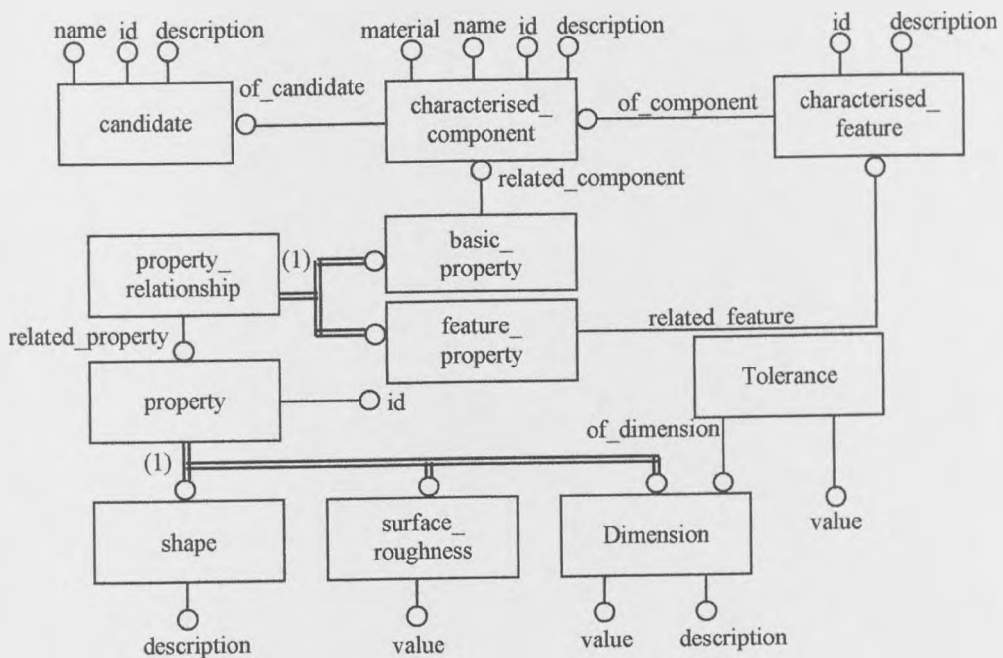 name id description
material name id description
id description
candidate
of_candidate
characterised_
component
of_component
characterised_
feature
related_component
property_
relationship
(1)
basic_
property
feature_
property
related_feature
related_property
property
id
Tolerance
of_dimension
(1)
shape
surface_
roughness
Dimension
value
description
value
value
description